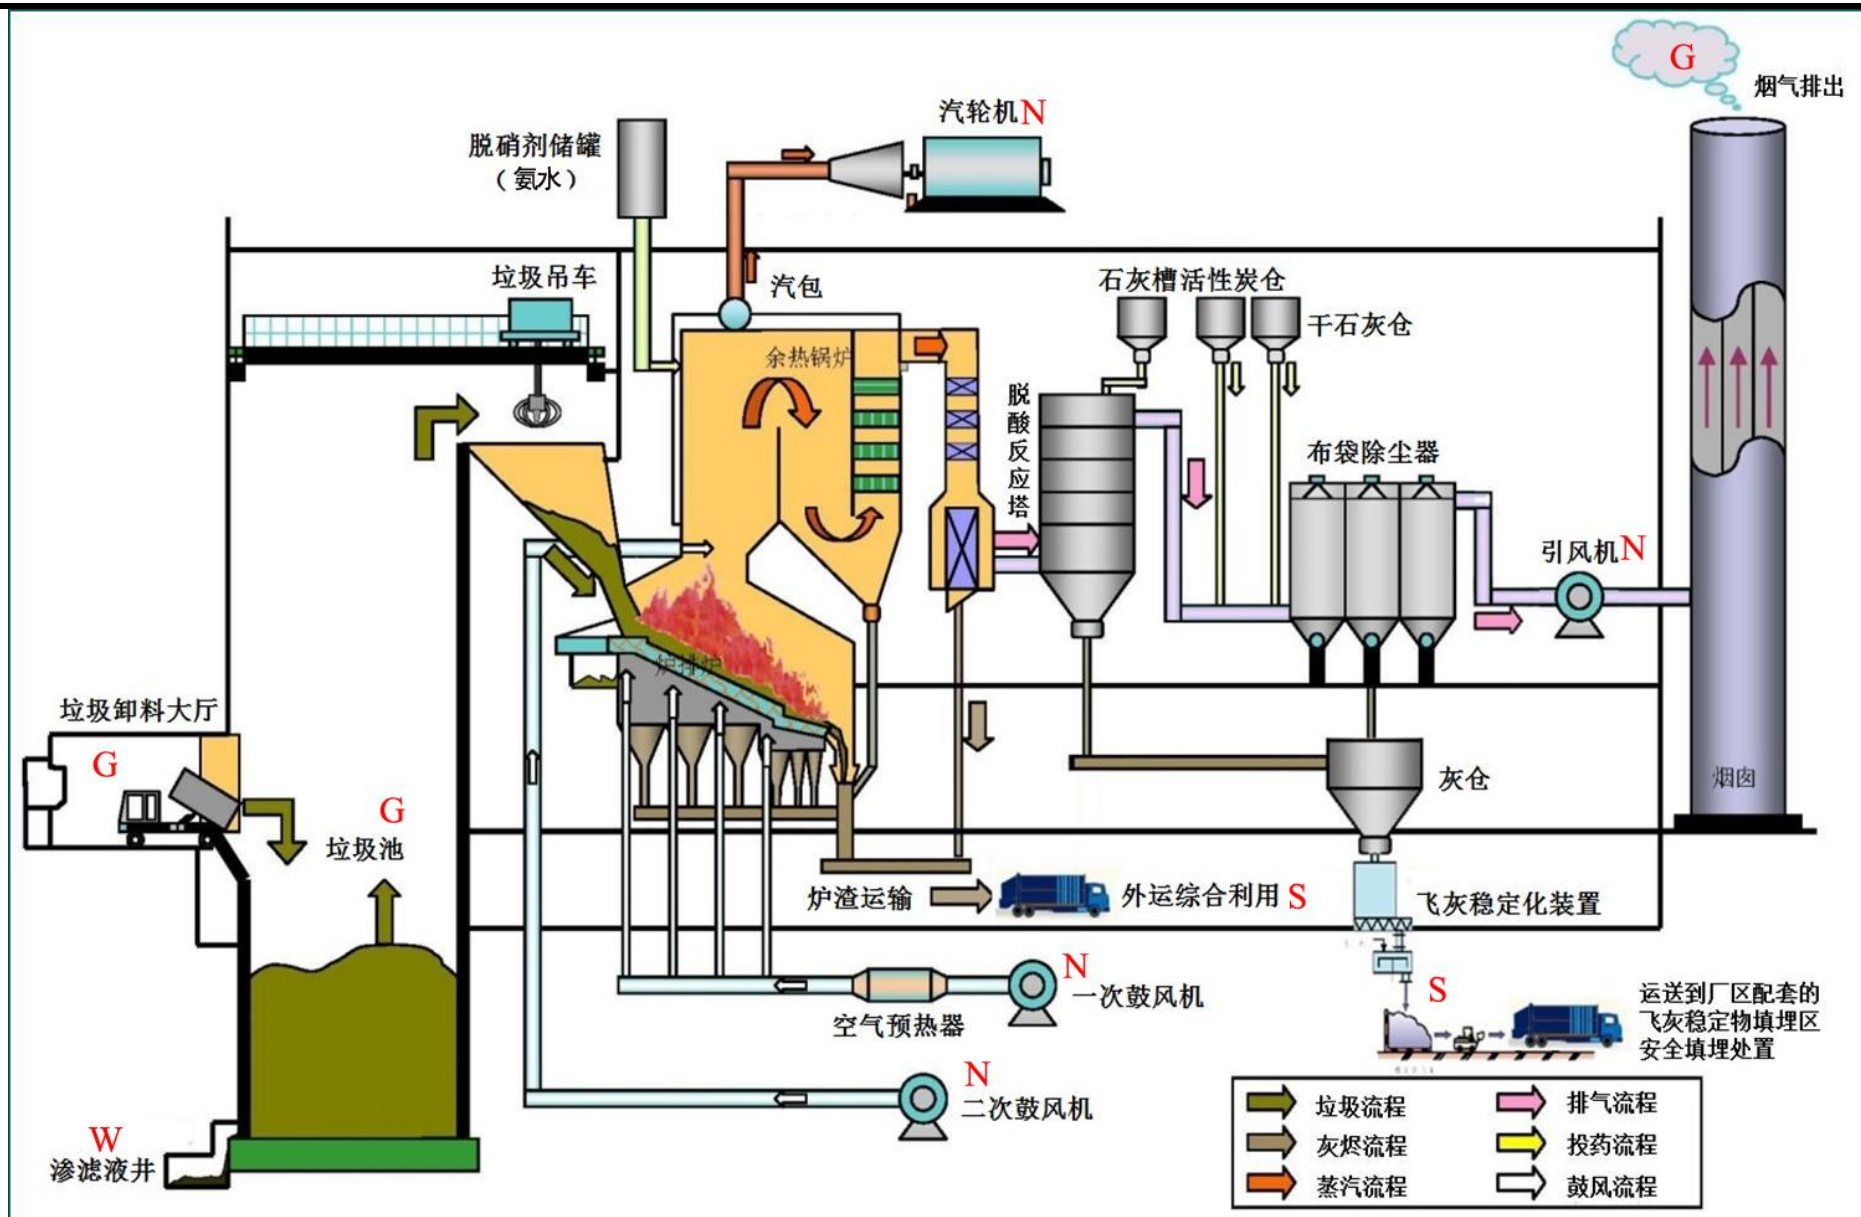 G
烟气排出
汽轮机N
脱硝剂储罐
（氨水）
垃圾吊车
汽包
石灰槽
活性炭仓
干石灰仓
余热锅炉
脱酸反应塔
布袋除尘器
引风机N
炉排炉
垃圾卸料大厅
G
G
垃圾池
灰仓
烟囱
炉渣运输
外运综合利用 S
飞灰稳定化装置
N
一次鼓风机
空气预热器
S
运送到厂区配套的
飞灰稳定物填埋区
安全填埋处置
N
二次鼓风机
W
渗滤液井
垃圾流程
排气流程
灰烬流程
投药流程
蒸汽流程
鼓风流程